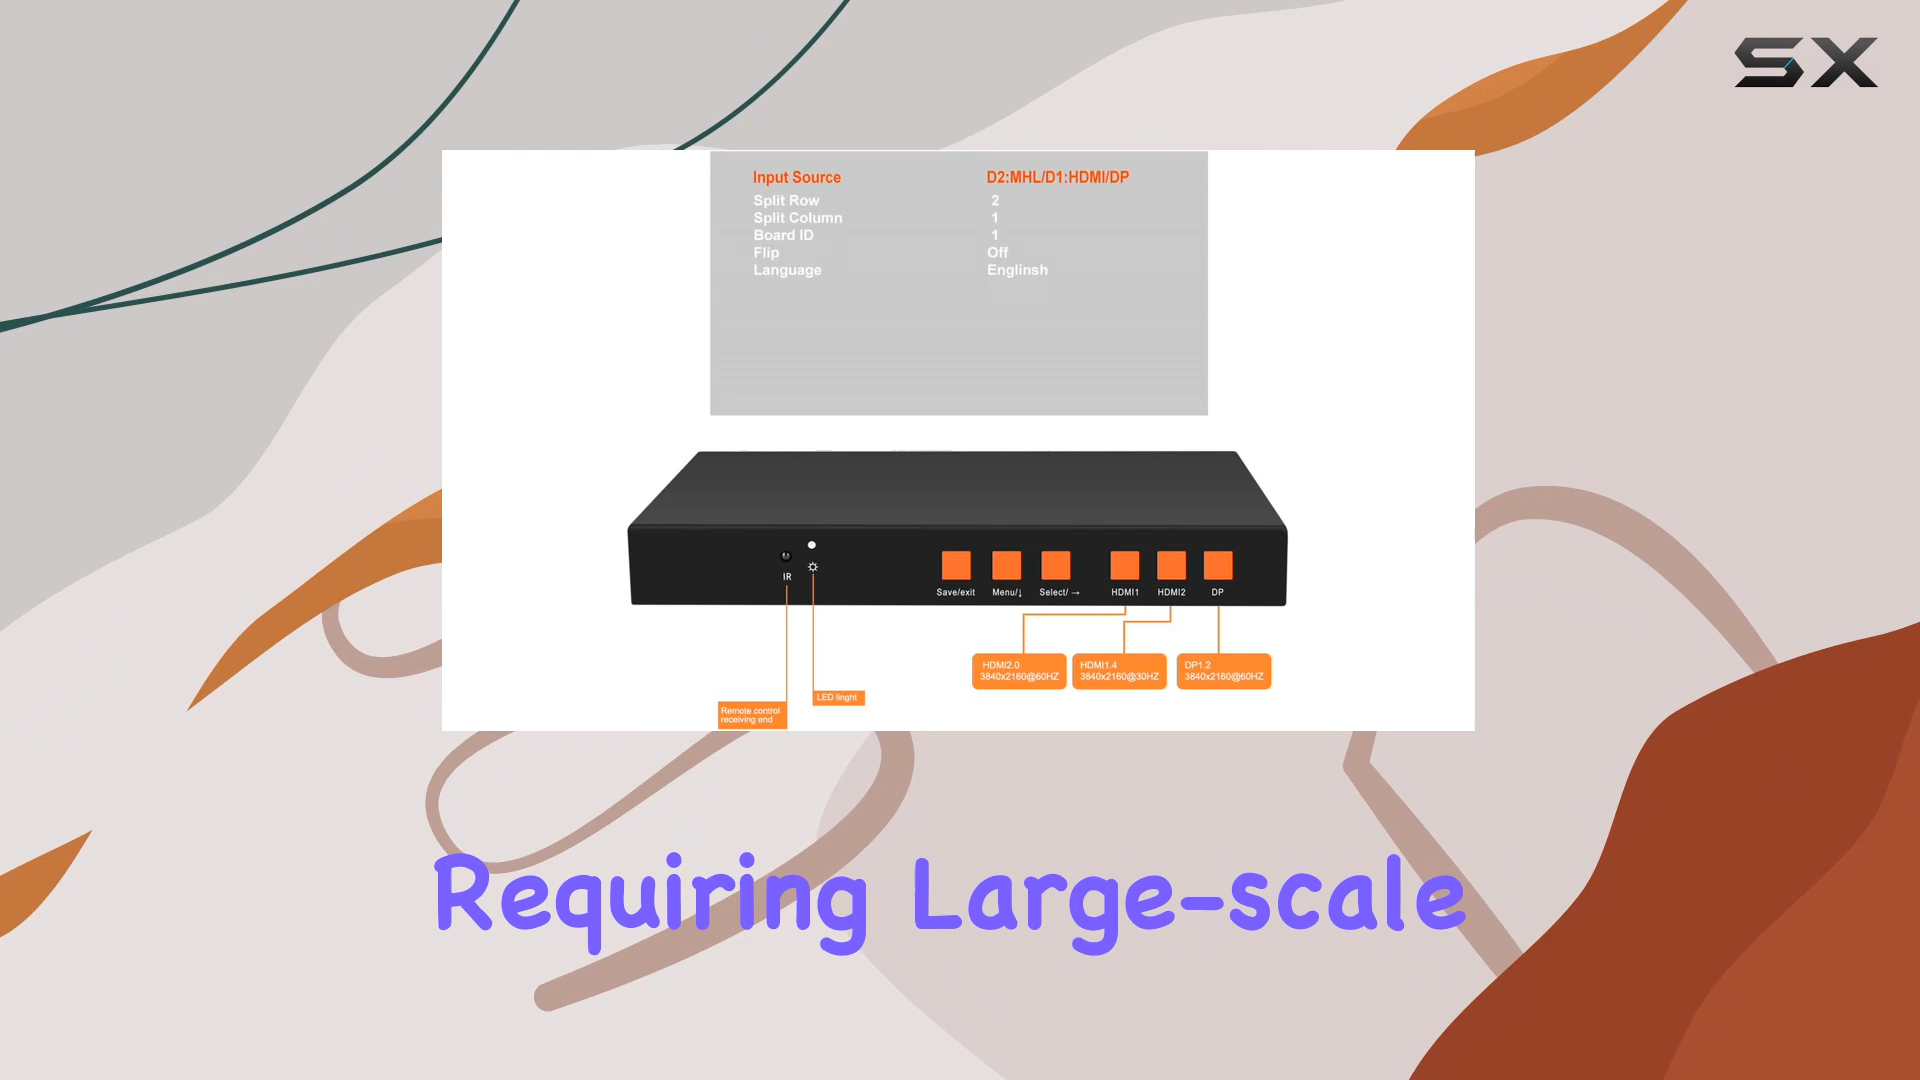 SX
Input Source D2:MHL/D1:HDMI/DP
Split Row 2
Split Column 1
Board ID 1
Flip Off
Language Englinsh
IR
Save/exit Menu/↓ Select/ → HDMI1 HDMI2 DP
HDMI2.0
3840x2160@60HZ
HDMI1.4
3840x2160@30HZ
DP1.2
3840x2160@60HZ
LED linght
Remote control
receiving end
Requiring Large-scale